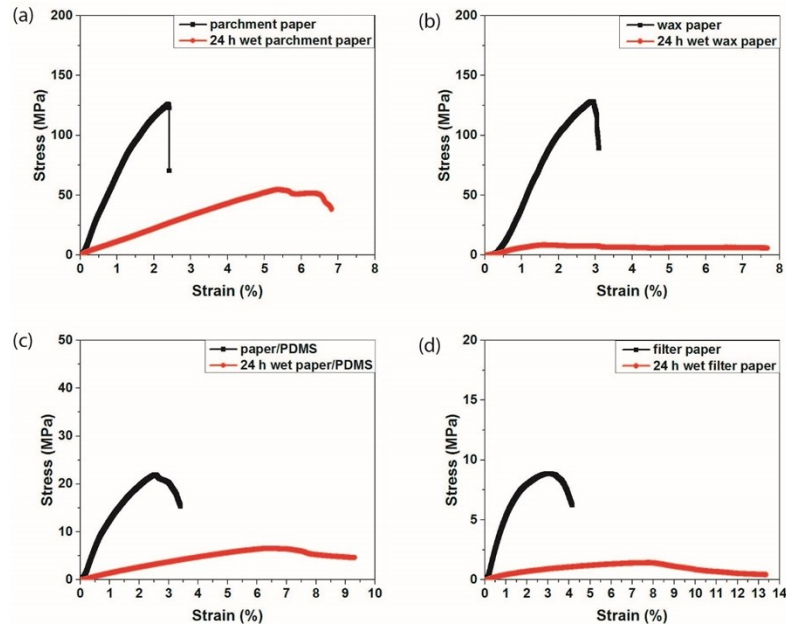 (a)
parchment paper
24 h wet parchment paper
Stress (MPa)
200
150
100
50
0
0 1 2 3 4 5 6 7 8
Strain (%)
(b)
wax paper
24 h wet wax paper
Stress (MPa)
200
150
100
50
0
0 1 2 3 4 5 6 7 8
Strain (%)
(c)
paper/PDMS
24 h wet paper/PDMS
Stress (MPa)
50
40
30
20
10
0
0 1 2 3 4 5 6 7 8 9 10
Strain (%)
(d)
filter paper
24 h wet filter paper
Stress (MPa)
20
15
10
5
0
0 1 2 3 4 5 6 7 8 9 10 11 12 13 14
Strain (%)